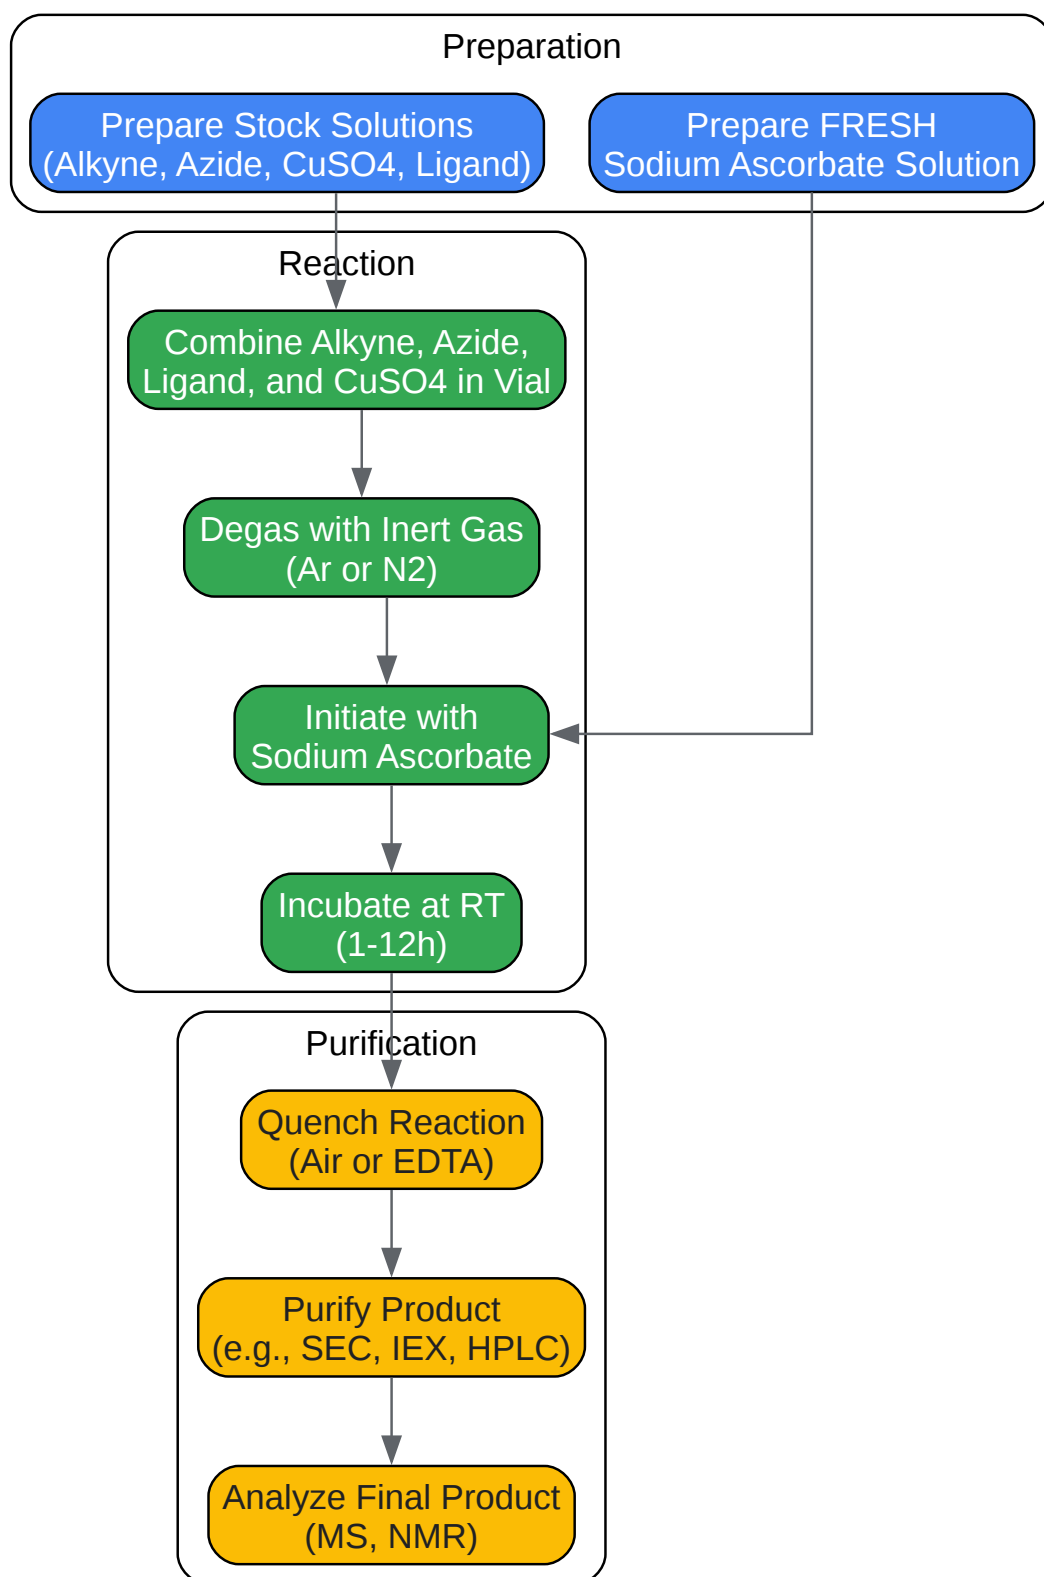 Preparation
Prepare Stock Solutions
(Alkyne, Azide, CuSO4, Ligand)
Prepare FRESH
Sodium Ascorbate Solution
Reaction
Combine Alkyne, Azide,
Ligand, and CuSO4 in Vial
Degas with Inert Gas
(Ar or N2)
Initiate with
Sodium Ascorbate
Incubate at RT
(1-12h)
Purification
Quench Reaction
(Air or EDTA)
Purify Product
(e.g., SEC, IEX, HPLC)
Analyze Final Product
(MS, NMR)